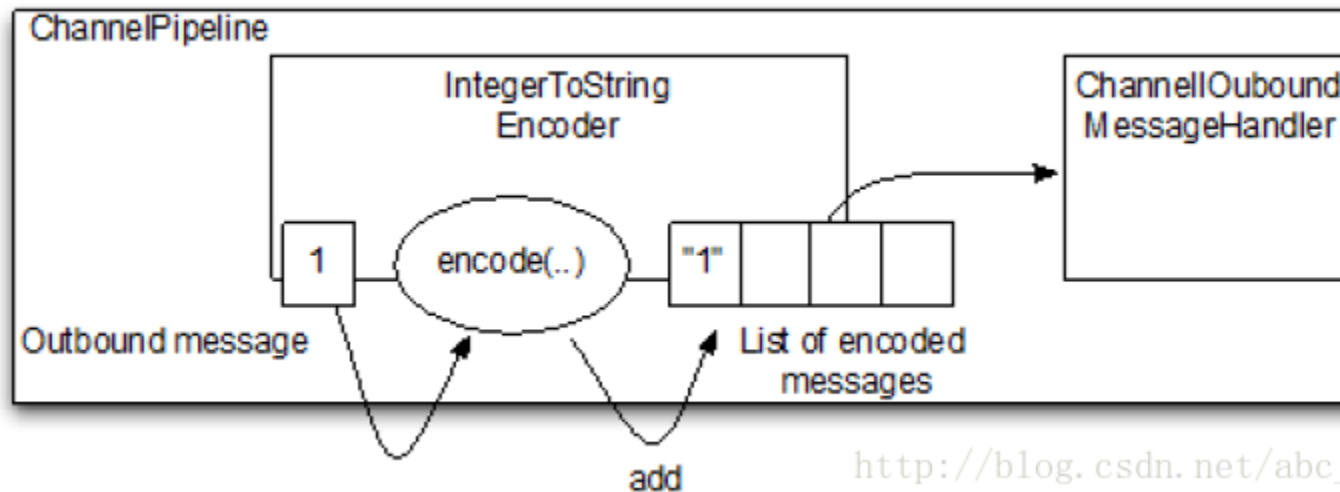 ChannelPipeline
IntegerToString
Encoder
ChannellOubound
MessageHandler
1
encode(..)
"1"
Outbound message
List of encoded
messages
add
http://blog.csdn.net/abc_